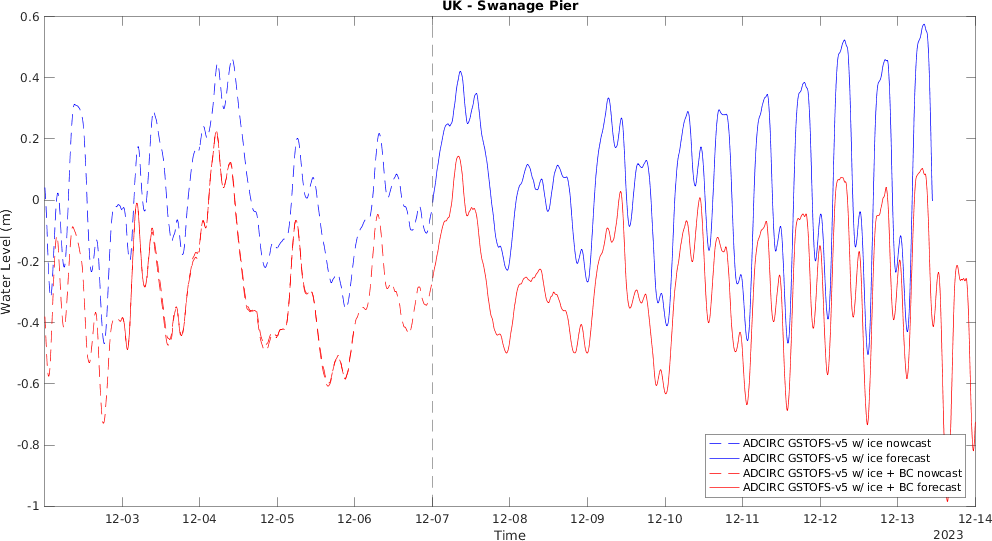 UK - Swanage Pier
Water Level (m)
0.6
0.4
0.2
0
-0.2
-0.4
-0.6
-0.8
-1
ADCIRC GSTOFS-v5 w/ ice nowcast
ADCIRC GSTOFS-v5 w/ ice forecast
ADCIRC GSTOFS-v5 w/ ice + BC nowcast
ADCIRC GSTOFS-v5 w/ ice + BC forecast
12-03 12-04 12-05 12-06 12-07 12-08 12-09 12-10 12-11 12-12 12-13 12-14
Time
2023